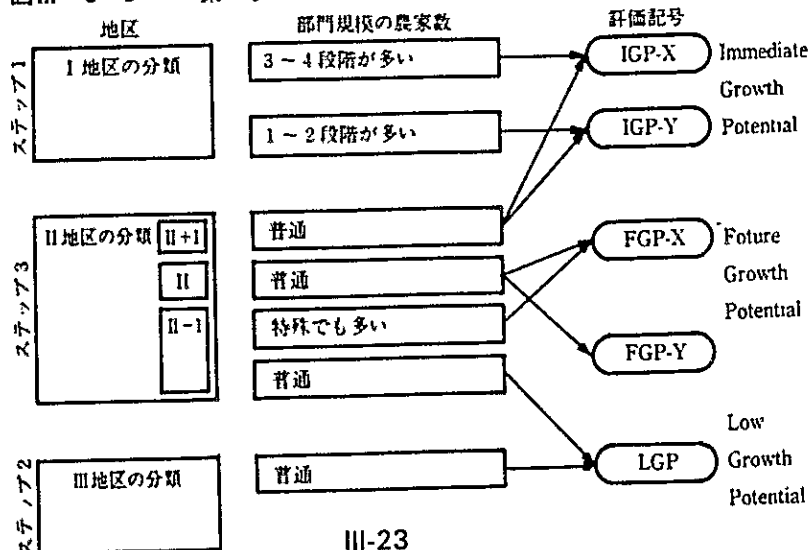 地区
部門規模の農家数
評価記号
ステップ1
I 地区の分類
3～4段階が多い
IGP-X
Immediate
Growth
1～2段階が多い
IGP-Y
Potential
ステップ3
II地区の分類
II+1
普通
FGP-X
Foture
II
普通
Growth
II-1
特殊でも多い
Potential
FGP-Y
普通
Low
ステップ2
III地区の分類
普通
LGP
Growth
Potential
III-23